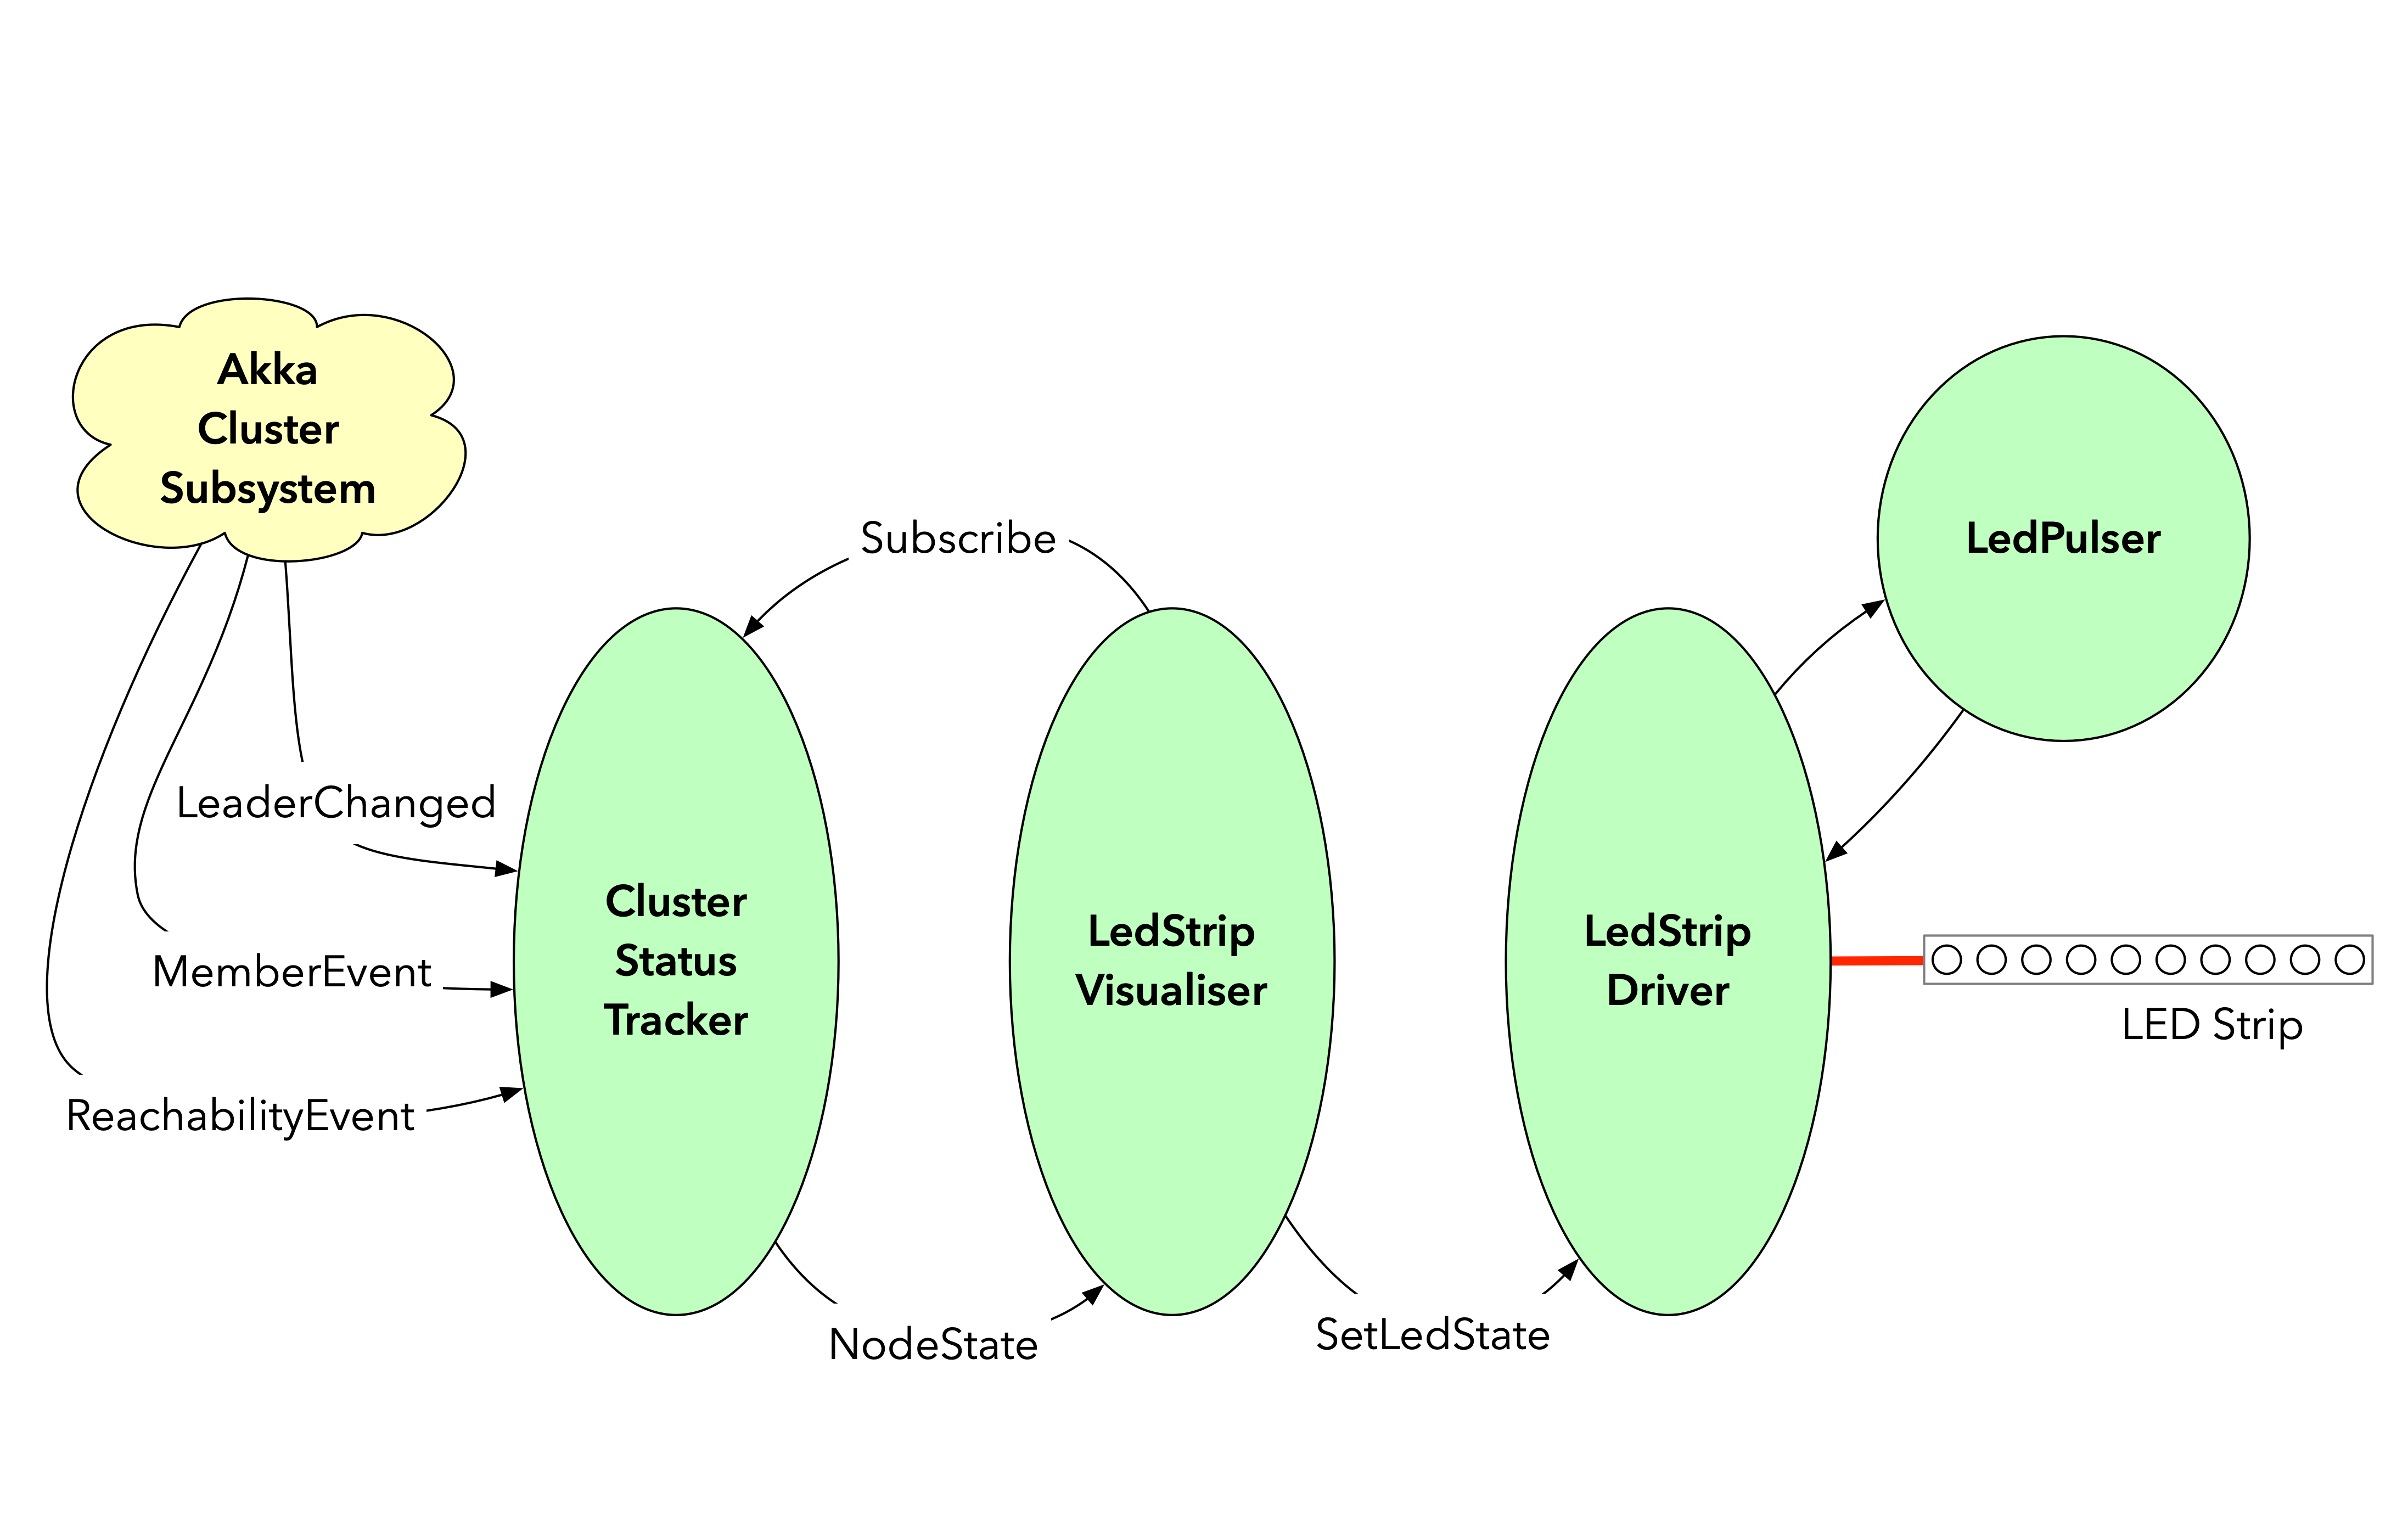 Akka
Cluster
Subsystem
Subscribe
LedPulser
LeaderChanged
Cluster
Status
Tracker
LedStrip
Visualiser
LedStrip
Driver
MemberEvent
LED Strip
ReachabilityEvent
NodeState
SetLedState